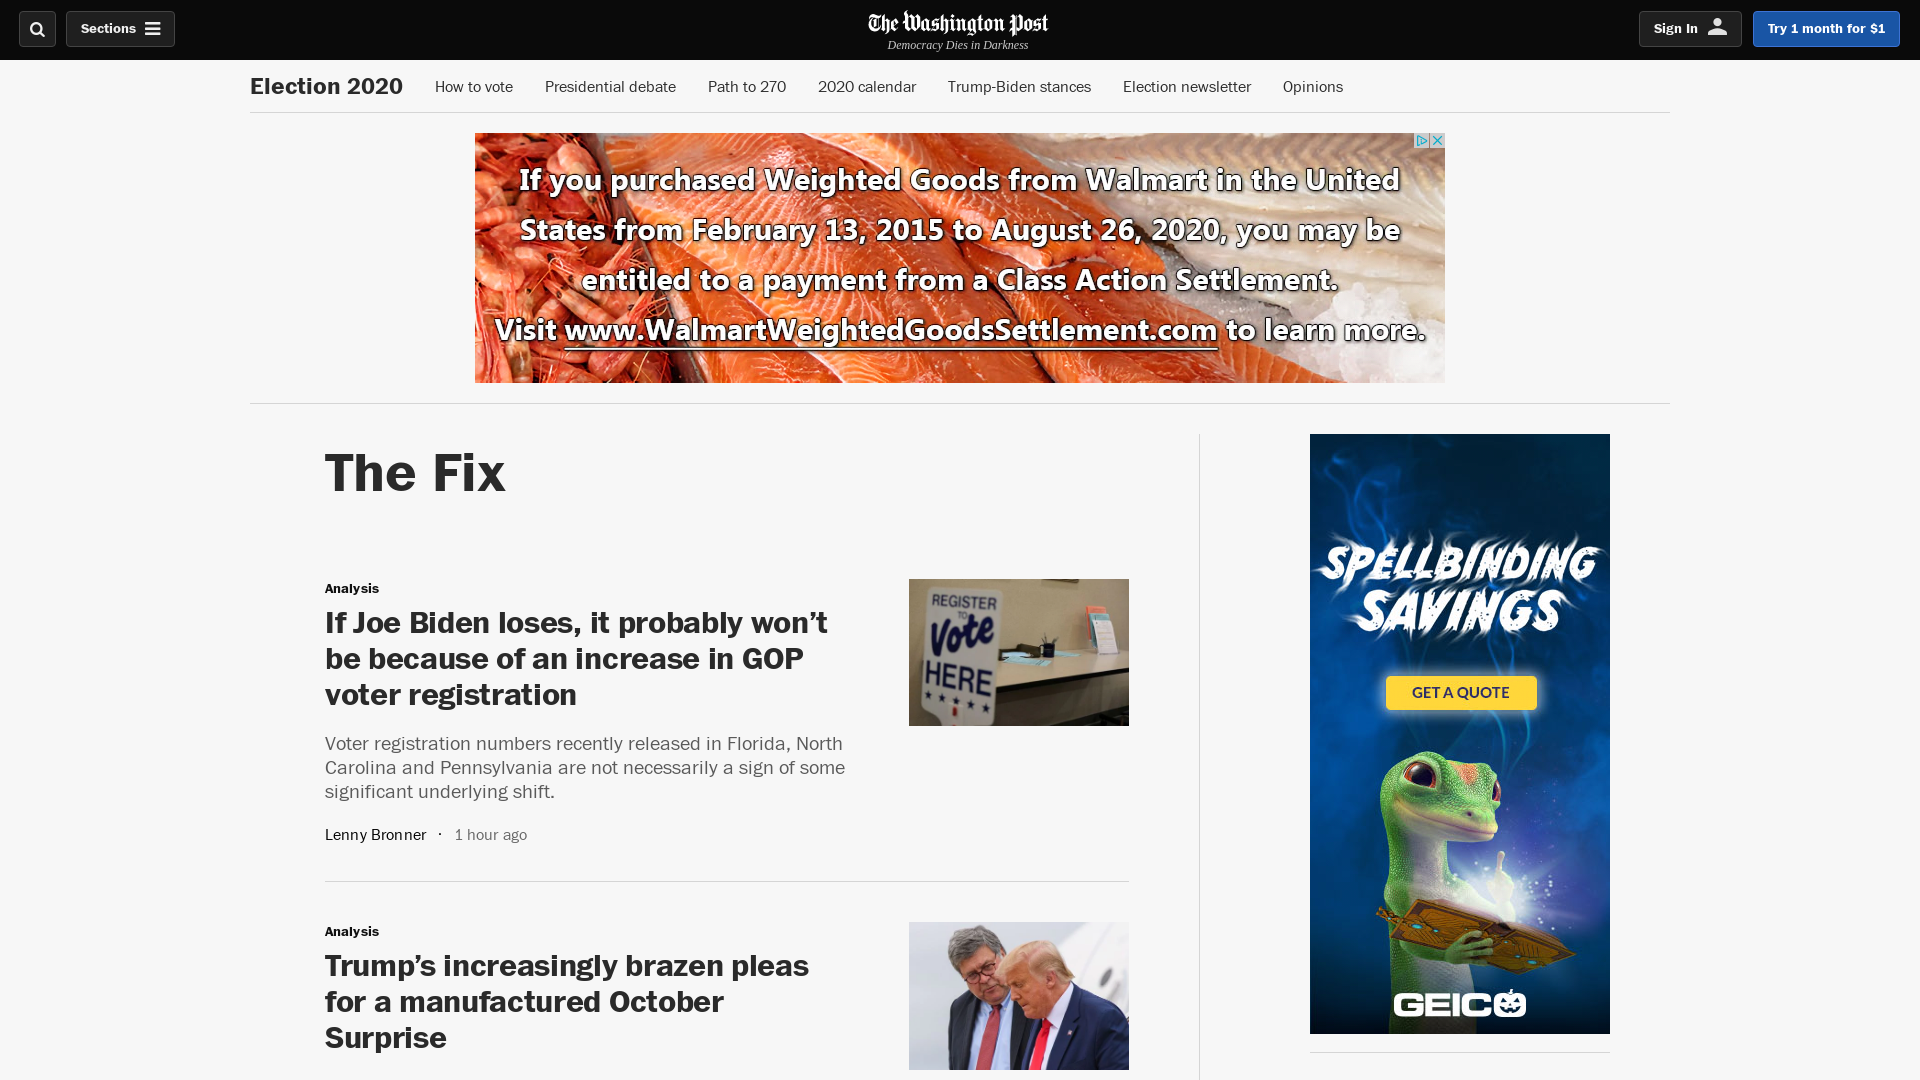 Sections
The Washington Post
Democracy Dies in Darkness
Sign In
Try 1 month for $1
Election 2020
How to vote
Presidential debate
Path to 270
2020 calendar
Trump-Biden stances
Election newsletter
Opinions
If you purchased Weighted Goods from Walmart in the United
States from February 13, 2015 to August 26, 2020, you may be
entitled to a payment from a Class Action Settlement.
Visit www.WalmartWeightedGoodsSettlement.com to learn more.
The Fix
Analysis
If Joe Biden loses, it probably won’t
be because of an increase in GOP
voter registration
Voter registration numbers recently released in Florida, North
Carolina and Pennsylvania are not necessarily a sign of some
significant underlying shift.
Lenny Bronner · 1 hour ago
REGISTER
TO
Vote
HERE
Analysis
Trump’s increasingly brazen pleas
for a manufactured October
Surprise
SPELLBINDING
SAVINGS
GET A QUOTE
GEICO